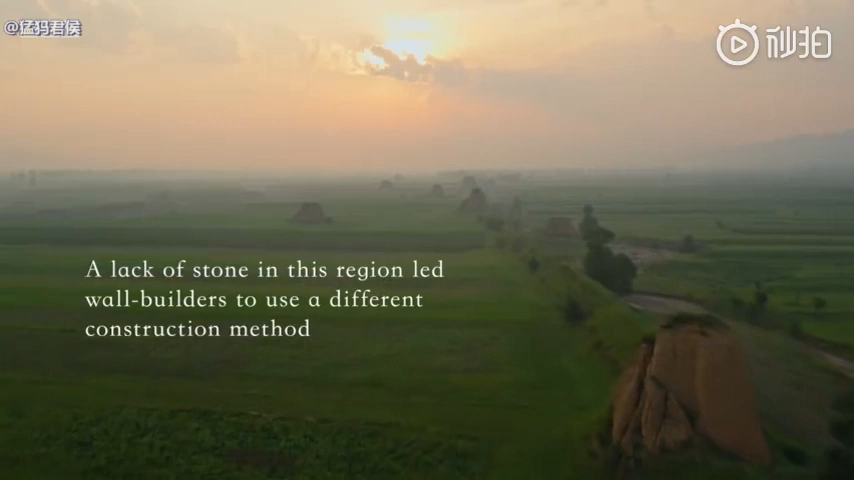 @猛犸君侯
秒拍
A lack of stone in this region led
wall-builders to use a different
construction method